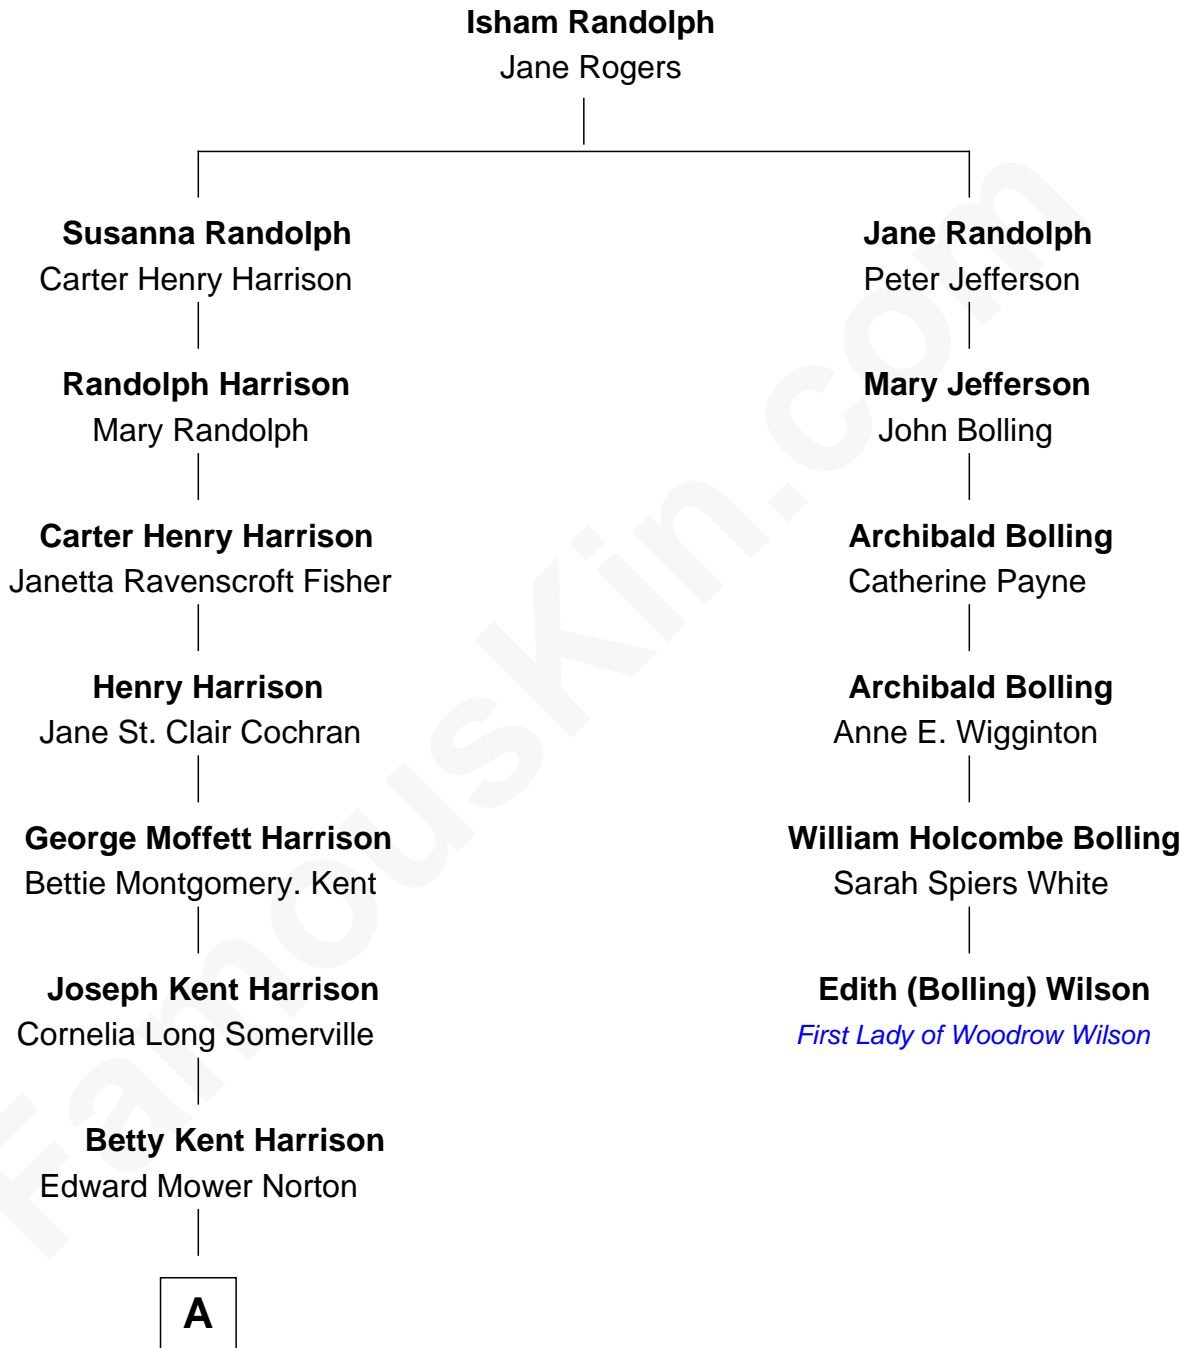 Isham Randolph
Jane Rogers
Susanna Randolph
Carter Henry Harrison
Jane Randolph
Peter Jefferson
Randolph Harrison
Mary Randolph
Mary Jefferson
John Bolling
Carter Henry Harrison
Janetta Ravenscroft Fisher
Archibald Bolling
Catherine Payne
Henry Harrison
Jane St. Clair Cochran
Archibald Bolling
Anne E. Wigginton
George Moffett Harrison
Bettie Montgomery. Kent
William Holcombe Bolling
Sarah Spiers White
Joseph Kent Harrison
Cornelia Long Somerville
Edith (Bolling) Wilson
First Lady of Woodrow Wilson
Betty Kent Harrison
Edward Mower Norton
A
FamousKin.com